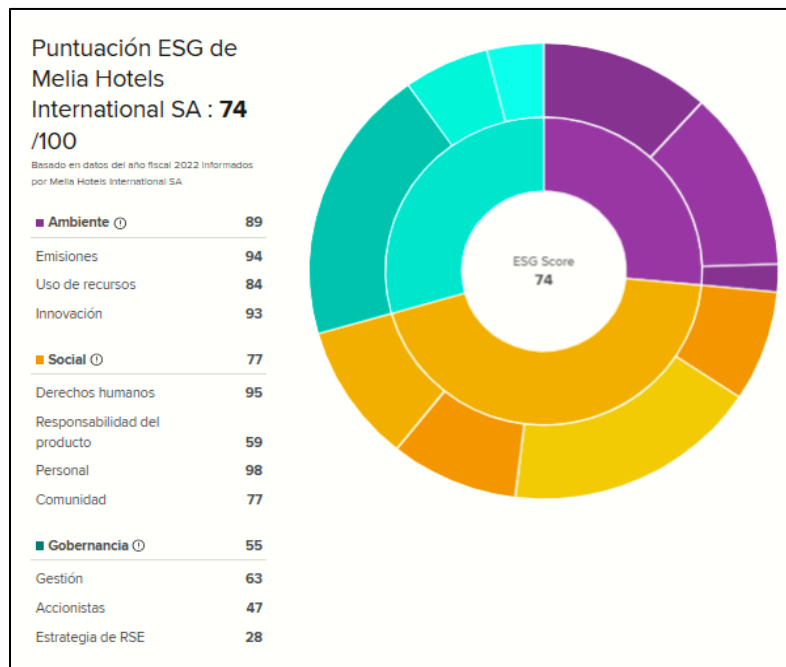 Puntuación ESG de
Melia Hotels
International SA : 74
/100
Basado en datos del año fiscal 2022 informados
por Melia Hotels International SA
Ambiente 89
Emisiones 94
Uso de recursos 84
Innovación 93
Social 77
Derechos humanos 95
Responsabilidad del
producto 59
Personal 98
Comunidad 77
Gobernancia 55
Gestión 63
Accionistas 47
Estrategia de RSE 28
ESG Score
74